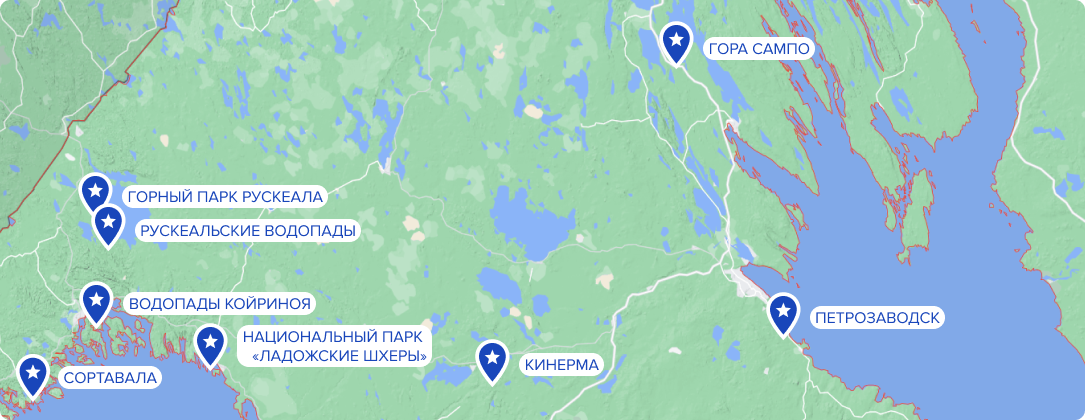 ГОРА САМПО
ГОРНЫЙ ПАРК РУСКЕАЛА
РУСКЕАЛЬСКИЕ ВОДОПАДЫ
ВОДОПАДЫ КОЙРИНОЯ
ПЕТРОЗАВОДСК
НАЦИОНАЛЬНЫЙ ПАРК
«ЛАДОЖСКИЕ ШХЕРЫ»
КИНЕРМА
СОРТАВАЛА